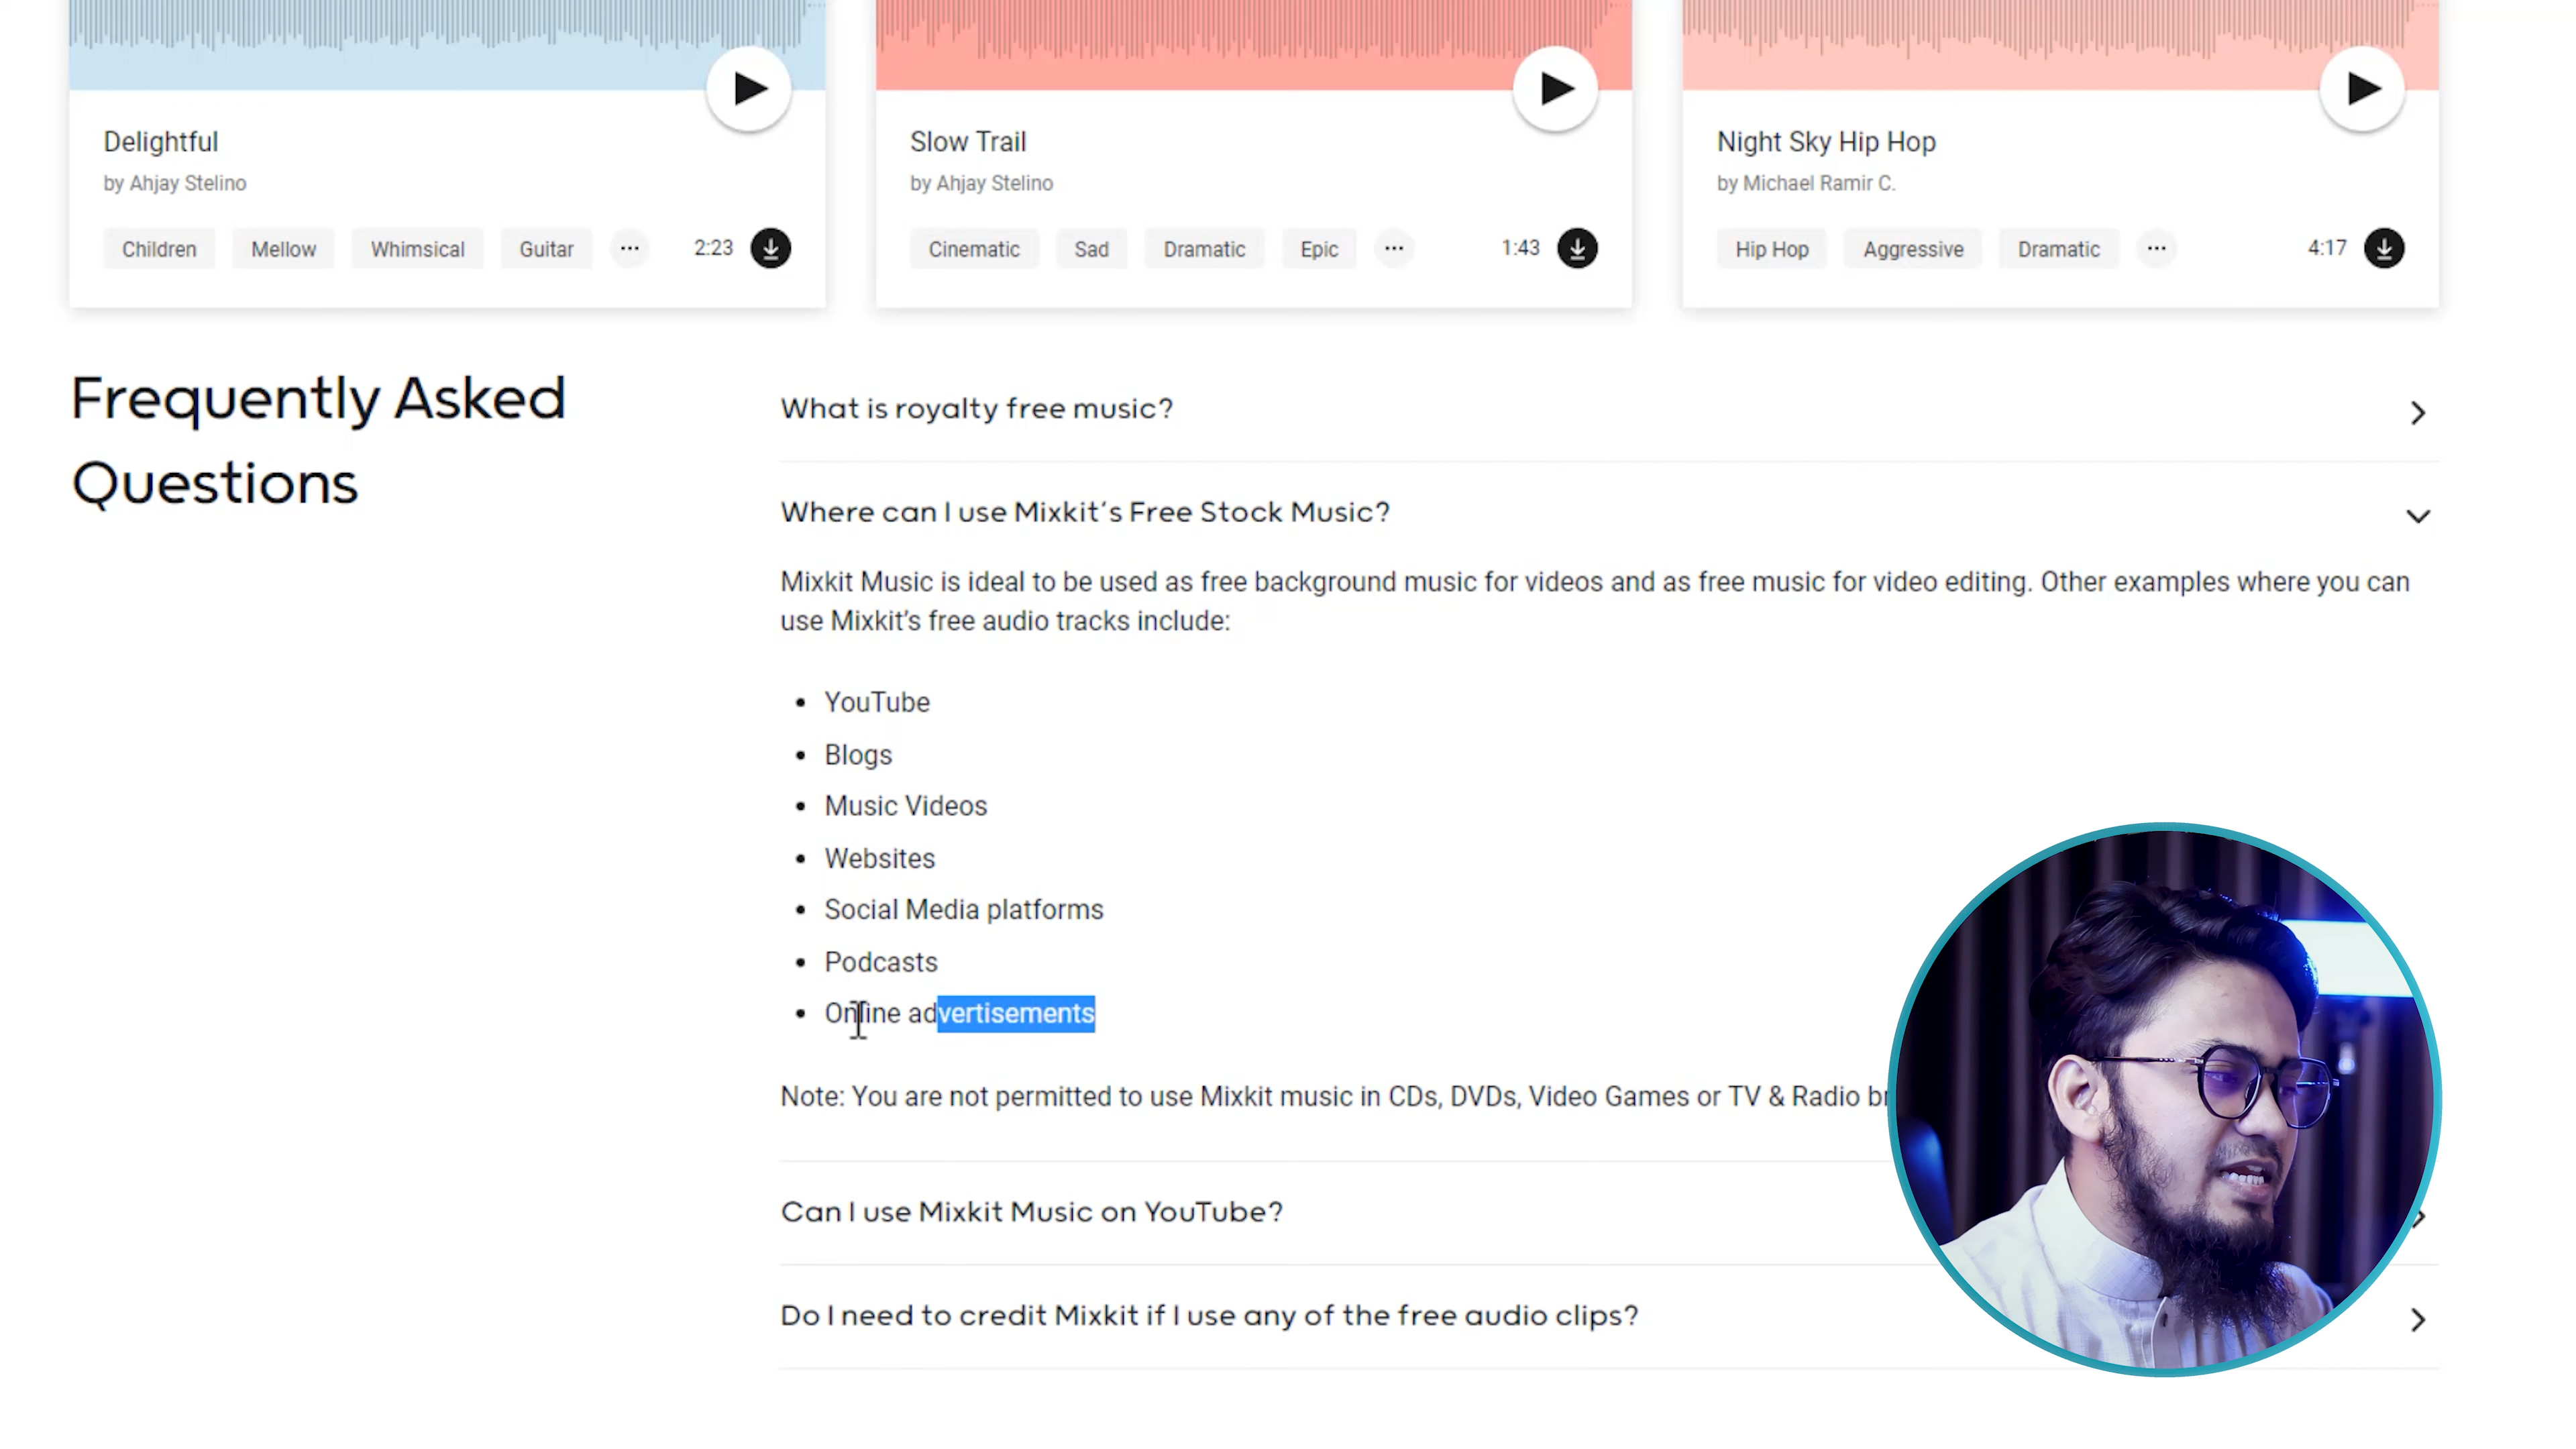 Delightful
by Ahjay Stelino
Children Mellow Whimsical Guitar ··· 2:23
Slow Trail
by Ahjay Stelino
Cinematic Sad Dramatic Epic ··· 1:43
Night Sky Hip Hop
by Michael Ramir C.
Hip Hop Aggressive Dramatic ··· 4:17
Frequently Asked
Questions
What is royalty free music?
Where can I use Mixkit's Free Stock Music?
Mixkit Music is ideal to be used as free background music for videos and as free music for video editing. Other examples where you can
use Mixkit's free audio tracks include:
• YouTube
• Blogs
• Music Videos
• Websites
• Social Media platforms
• Podcasts
• Online advertisements
Note: You are not permitted to use Mixkit music in CDs, DVDs, Video Games or TV & Radio
Can I use Mixkit Music on YouTube?
Do I need to credit Mixkit if I use any of the free audio clips?